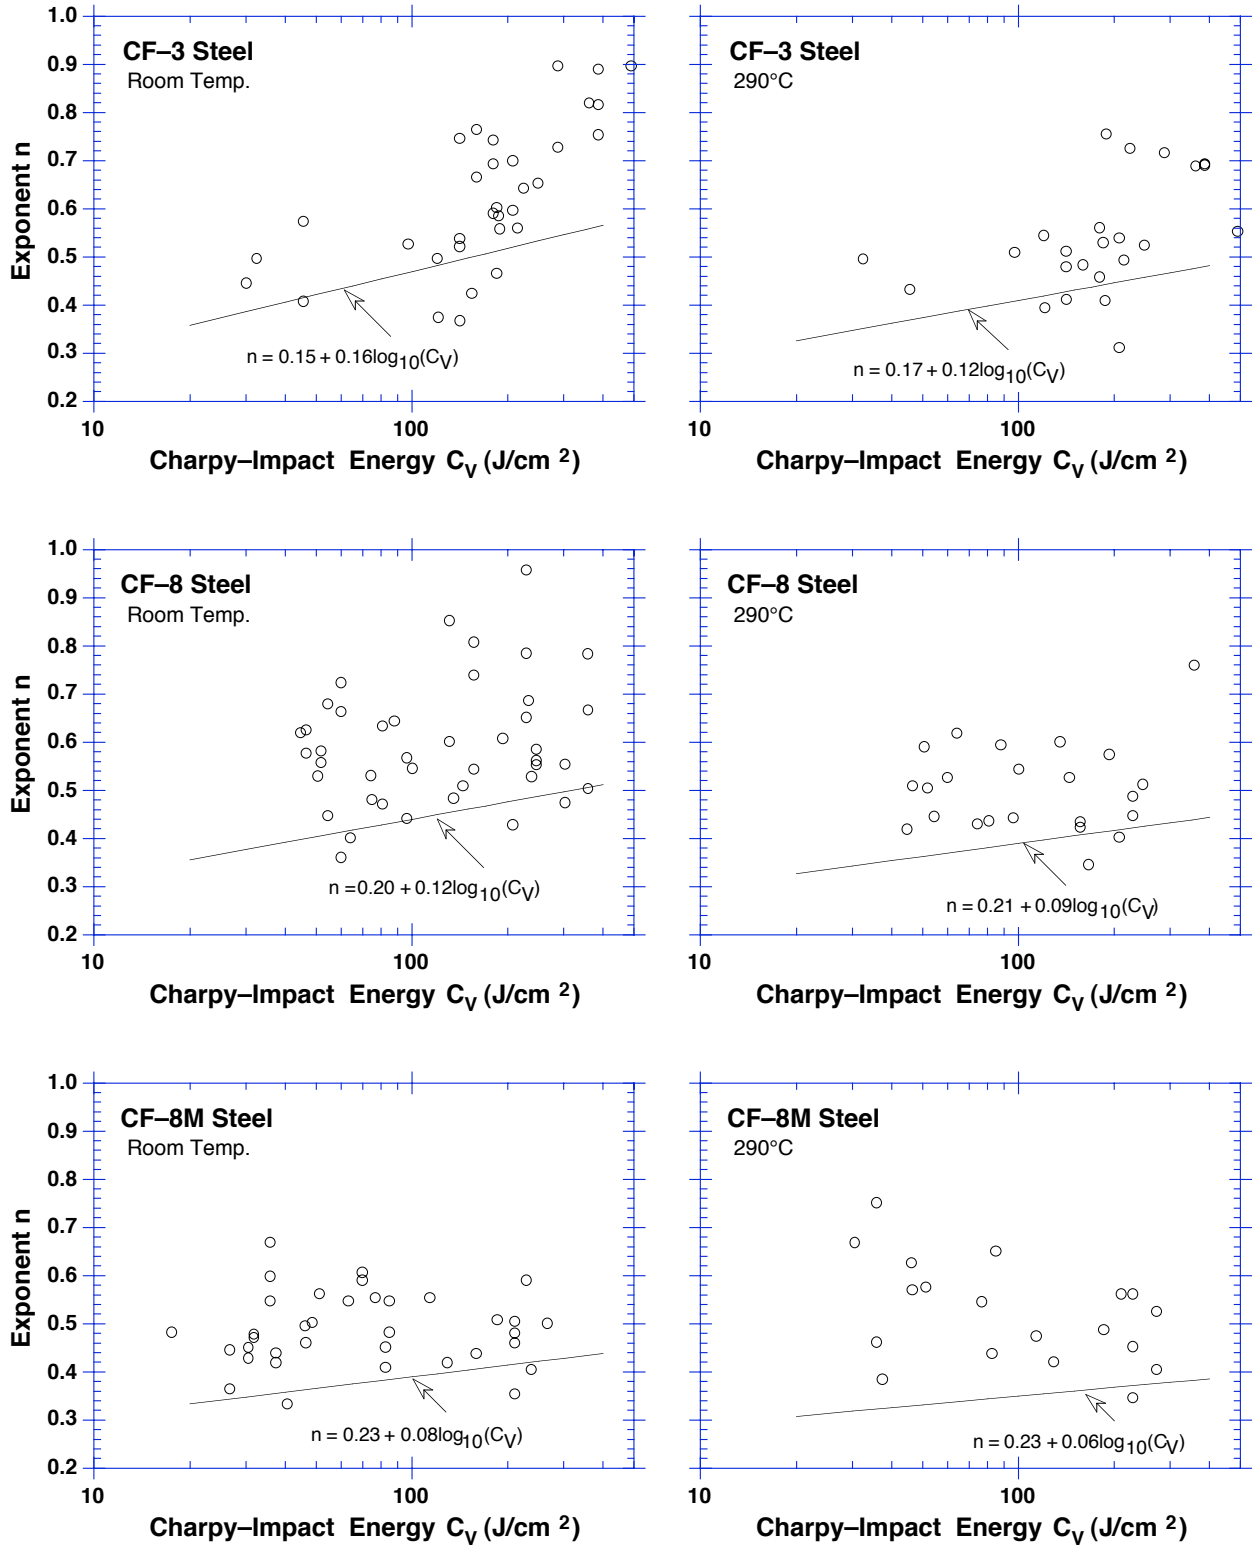 1.0
0.9
0.8
0.7
0.6
0.5
0.4
0.3
0.2
Exponent n
CF–3 Steel
Room Temp.
n = 0.15 + 0.16log10(CV)
10
100
Charpy–Impact Energy CV (J/cm 2)
CF–3 Steel
290°C
n = 0.17 + 0.12log10(CV)
10
100
Charpy–Impact Energy CV (J/cm 2)
1.0
0.9
0.8
0.7
0.6
0.5
0.4
0.3
0.2
Exponent n
CF–8 Steel
Room Temp.
n =0.20 + 0.12log10(CV)
10
100
Charpy–Impact Energy CV (J/cm 2)
CF–8 Steel
290°C
n = 0.21 + 0.09log10(CV)
10
100
Charpy–Impact Energy CV (J/cm 2)
1.0
0.9
0.8
0.7
0.6
0.5
0.4
0.3
0.2
Exponent n
CF–8M Steel
Room Temp.
n = 0.23 + 0.08log10(CV)
10
100
Charpy–Impact Energy CV (J/cm 2)
CF–8M Steel
290°C
n = 0.23 + 0.06log10(CV)
10
100
Charpy–Impact Energy CV (J/cm 2)